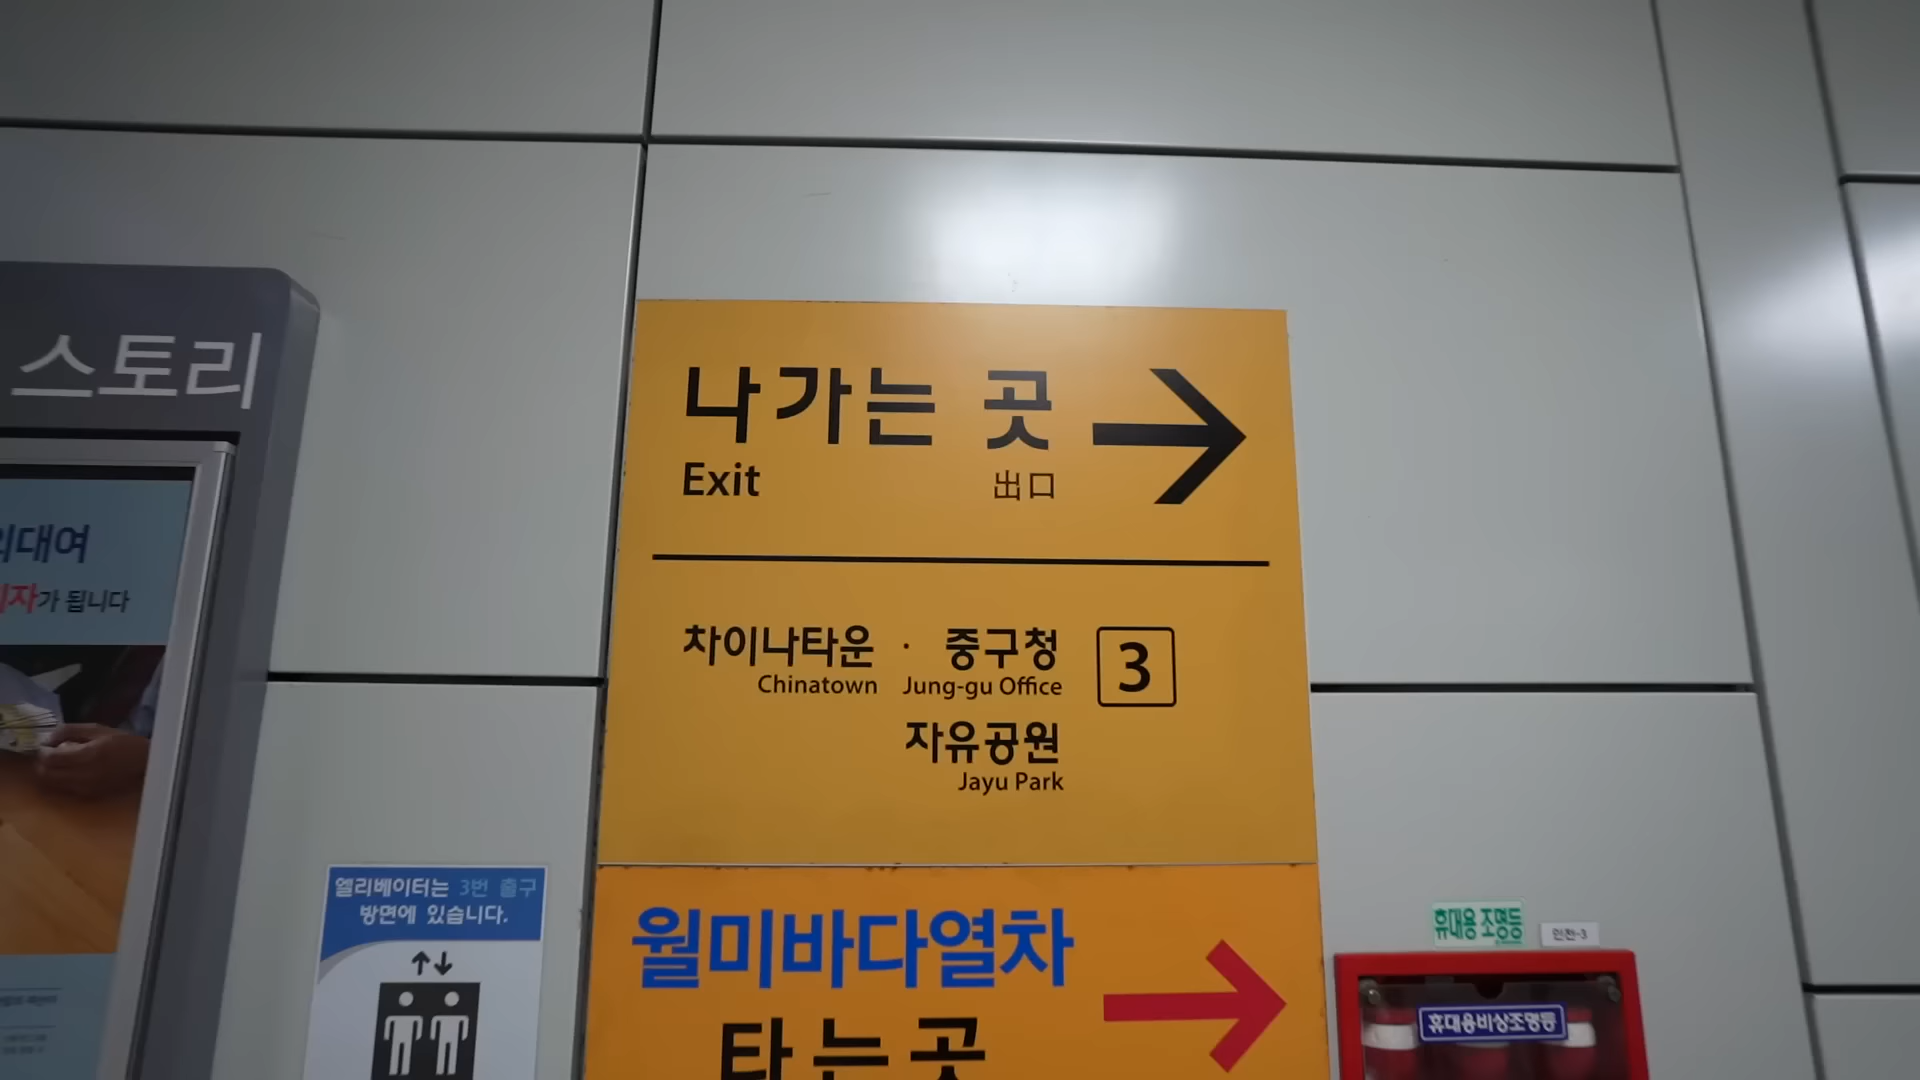 스토리
대여
가 됩니다
나가는 곳
Exit 出口
차이나타운 · 중구청 3
Chinatown Jung-gu Office
자유공원
Jayu Park
엘리베이터는 3번 출구
방면에 있습니다.
월미바다열차
타는곳
휴대용 조명등
인천-3
휴대용비상조명등